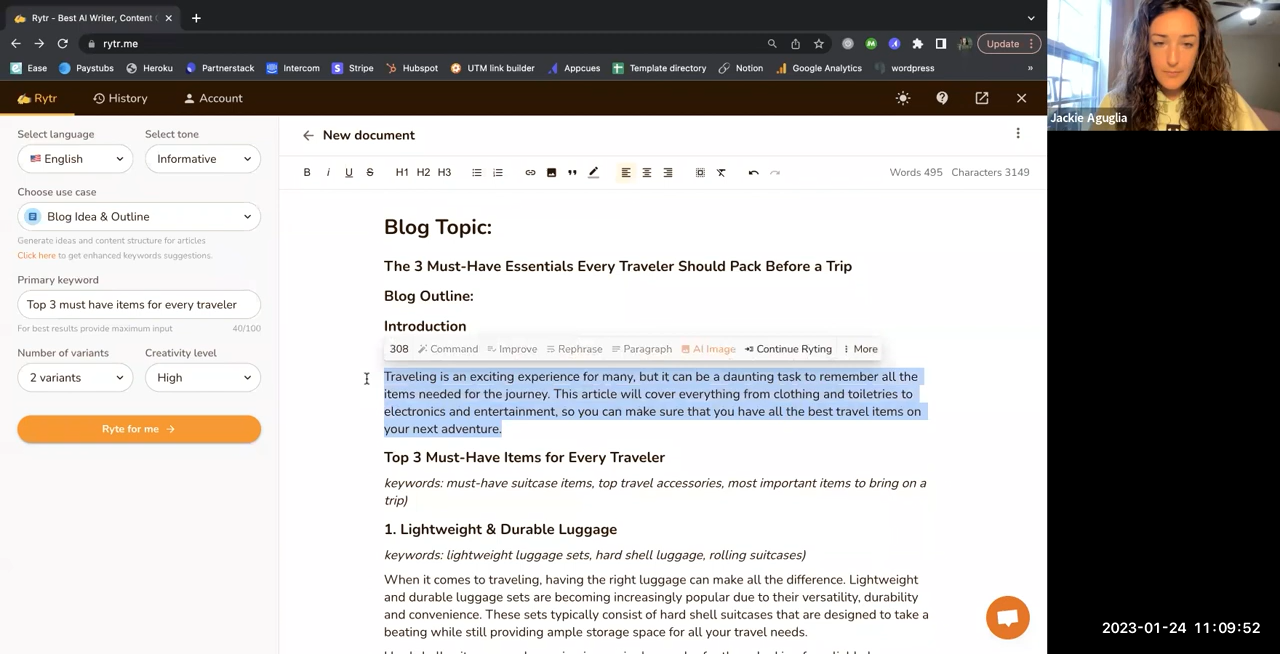 Rytr - Best AI Writer, Content
rytr.me
Update
Ease Paystubs Heroku Partnerstack Intercom Stripe Hubspot UTM link builder Appcues Template directory Notion Google Analytics wordpress »
Rytr History Account
Select language Select tone
English Informative
Choose use case
Blog Idea & Outline
Generate ideas and content structure for articles
Click here to get enhanced keywords suggestions.
Primary keyword
Top 3 must have items for every traveler
For best results provide maximum input 40/100
Number of variants Creativity level
2 variants High
Ryte for me
New document
B i U S H1 H2 H3
Words 495 Characters 3149
Blog Topic:
The 3 Must-Have Essentials Every Traveler Should Pack Before a Trip
Blog Outline:
Introduction
308 Command Improve Rephrase Paragraph AI Image Continue Ryting More
Traveling is an exciting experience for many, but it can be a daunting task to remember all the
items needed for the journey. This article will cover everything from clothing and toiletries to
electronics and entertainment, so you can make sure that you have all the best travel items on
your next adventure.
Top 3 Must-Have Items for Every Traveler
keywords: must-have suitcase items, top travel accessories, most important items to bring on a
trip)
1. Lightweight & Durable Luggage
keywords: lightweight luggage sets, hard shell luggage, rolling suitcases)
When it comes to traveling, having the right luggage can make all the difference. Lightweight
and durable luggage sets are becoming increasingly popular due to their versatility, durability
and convenience. These sets typically consist of hard shell suitcases that are designed to take a
beating while still providing ample storage space for all your travel needs.
Jackie Aguglia
2023-01-24 11:09:52